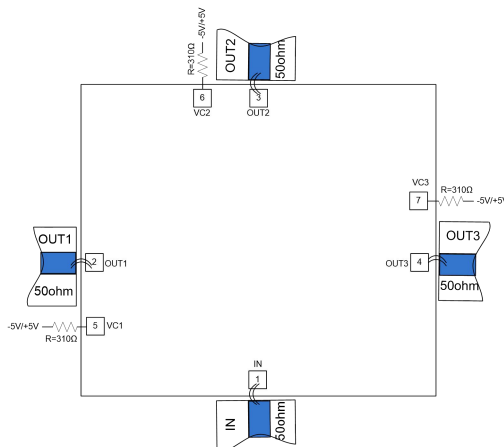 -5V/+5V
R=310Ω
OUT2
50ohm
6
VC2
3
OUT2
VC3
7
R=310Ω
-5V/+5V
OUT1
50ohm
2
OUT1
OUT3
4
OUT3
50ohm
-5V/+5V
R=310Ω
5
VC1
IN
1
IN
50ohm